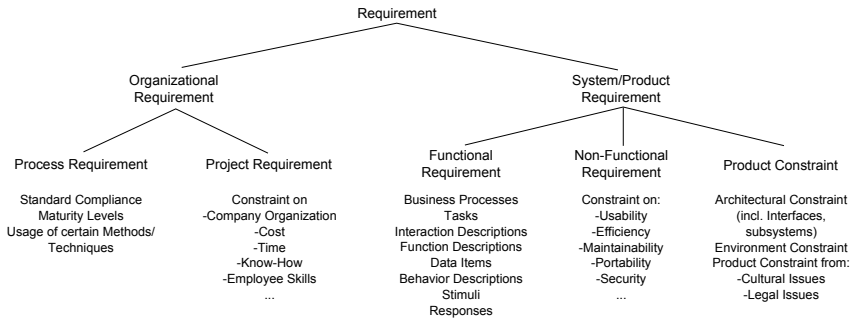 Requirement
Organizational
Requirement
System/Product
Requirement
Process Requirement
Standard Compliance
Maturity Levels
Usage of certain Methods/
Techniques
Project Requirement
Constraint on
-Company Organization
-Cost
-Time
-Know-How
-Employee Skills
...
Functional
Requirement
Business Processes
Tasks
Interaction Descriptions
Function Descriptions
Data Items
Behavior Descriptions
Stimuli
Responses
Non-Functional
Requirement
Constraint on:
-Usability
-Efficiency
-Maintainability
-Portability
-Security
...
Product Constraint
Architectural Constraint
(incl. Interfaces,
subsystems)
Environment Constraint
Product Constraint from:
-Cultural Issues
-Legal Issues